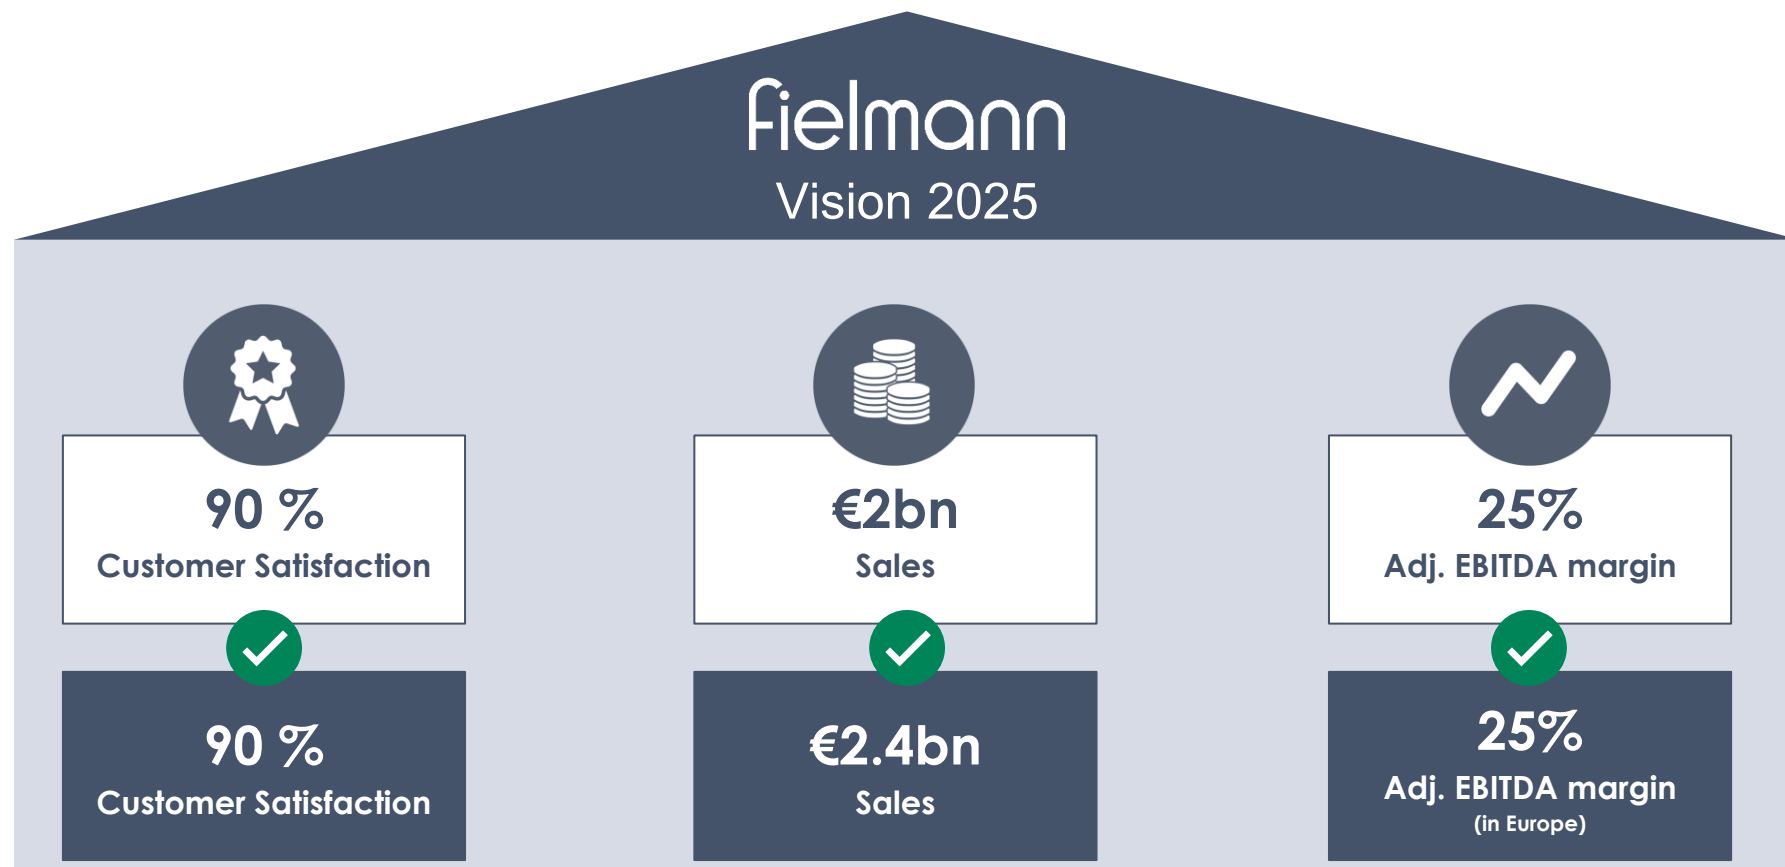 fielmann
Vision 2025
90 %
Customer Satisfaction
€2bn
Sales
25%
Adj. EBITDA margin
90 %
Customer Satisfaction
€2.4bn
Sales
25%
Adj. EBITDA margin
(in Europe)